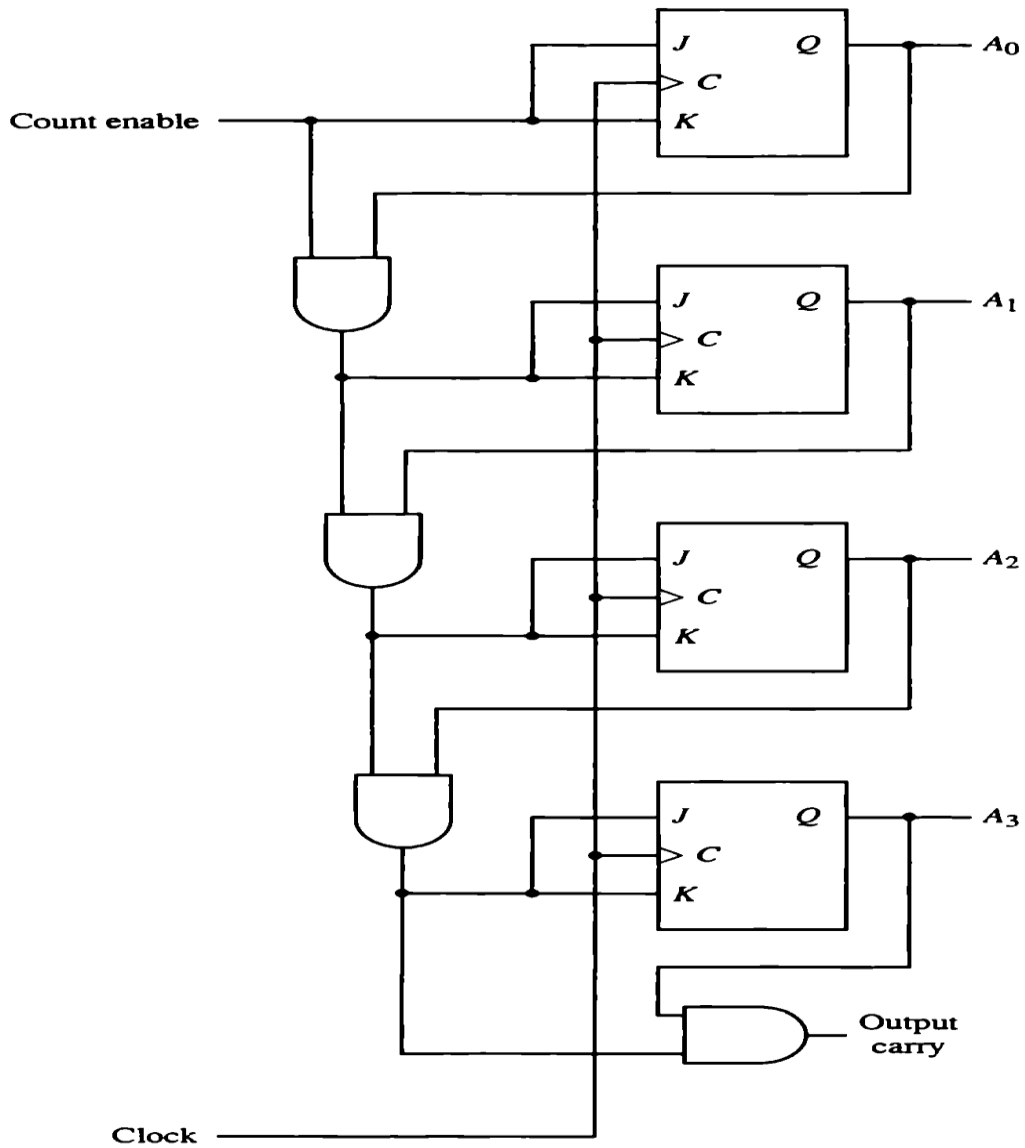 J Q A0
C
Count enable K
J Q A1
C
K
J Q A2
C
K
J Q A3
C
K
Output
carry
Clock